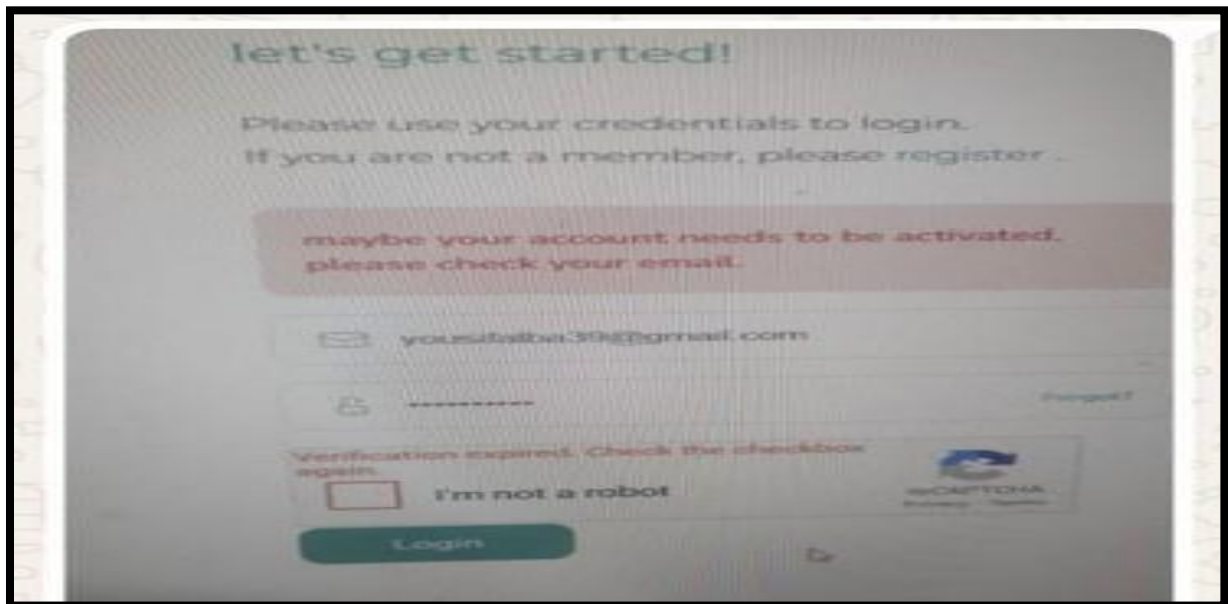 let's get started!
Please use your credentials to login.
If you are not a member, please register .
maybe your account needs to be activated.
please check your email.
@gmail.com
Forgot?
Verification expired. Check the checkbox
again.
I'm not a robot
reCAPTCHA
Privacy - Terms
Login